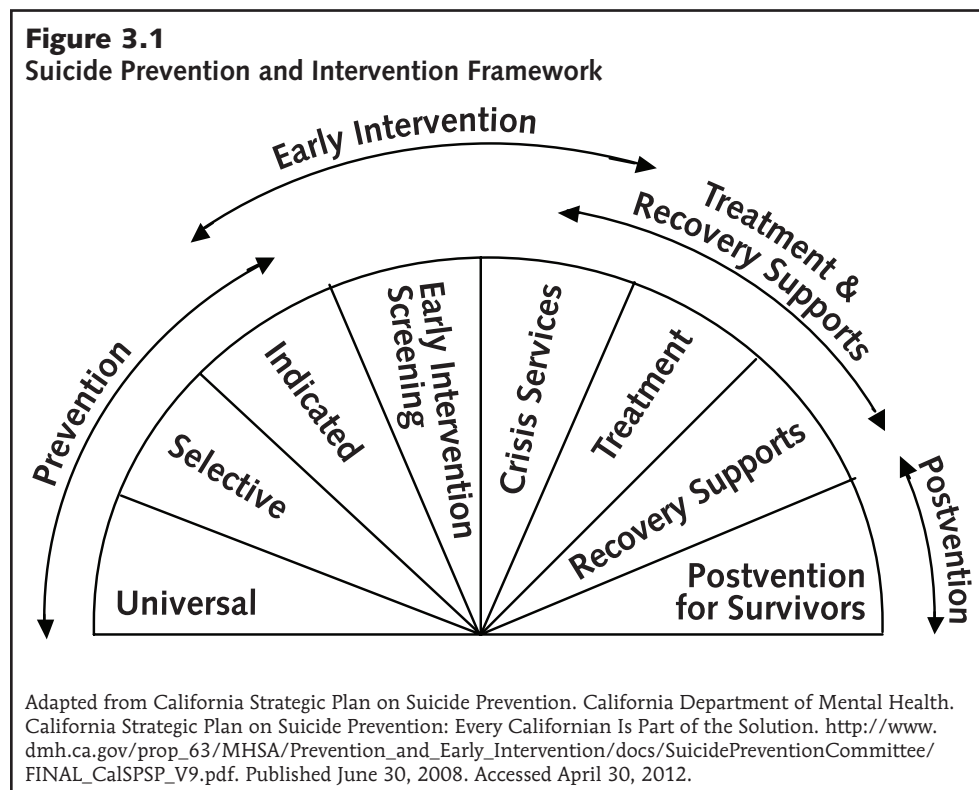 Figure 3.1
Suicide Prevention and Intervention Framework
Early Intervention
Treatment &
Recovery Supports
Prevention
Postvention
Universal
Selective
Indicated
Early Intervention
Screening
Crisis Services
Treatment
Recovery Supports
Postvention
for Survivors
Adapted from California Strategic Plan on Suicide Prevention. California Department of Mental Health.
California Strategic Plan on Suicide Prevention: Every Californian Is Part of the Solution. http://www.
dmh.ca.gov/prop_63/MHSA/Prevention_and_Early_Intervention/docs/SuicidePreventionCommittee/
FINAL_CalSPSP_V9.pdf. Published June 30, 2008. Accessed April 30, 2012.